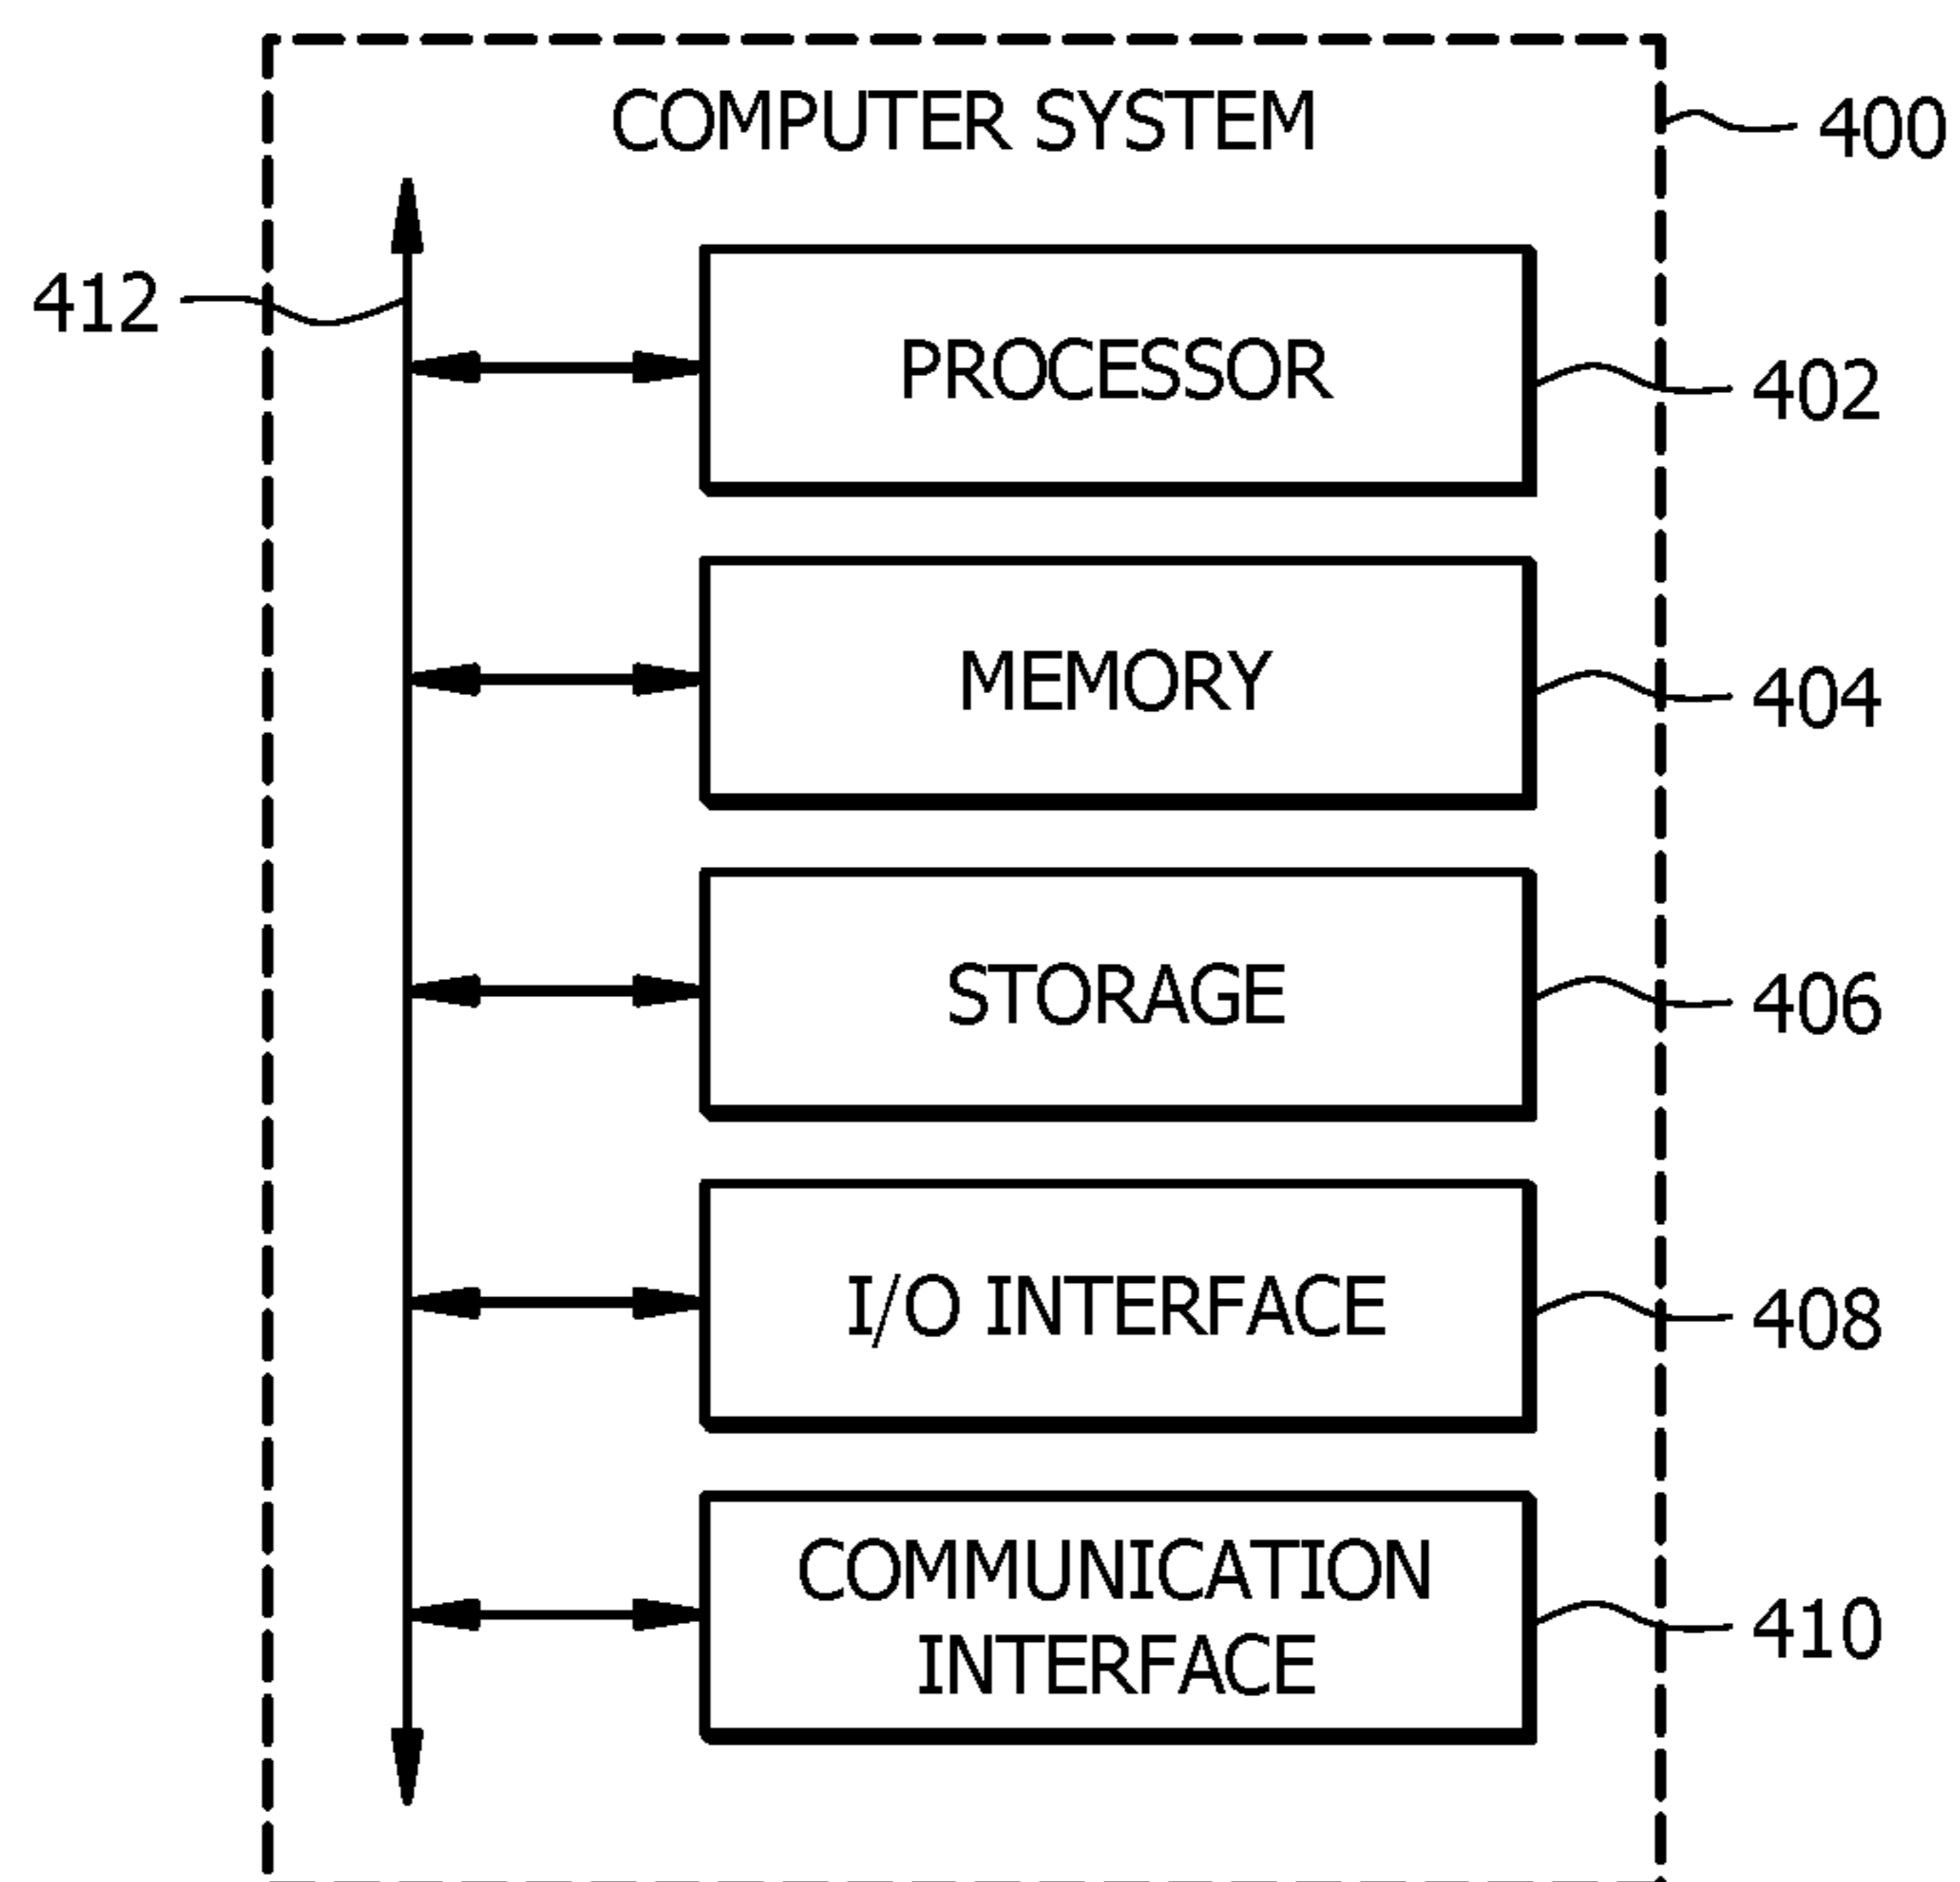 COMPUTER SYSTEM
400
412
PROCESSOR
402
MEMORY
404
STORAGE
406
I/O INTERFACE
408
COMMUNICATION
INTERFACE
410